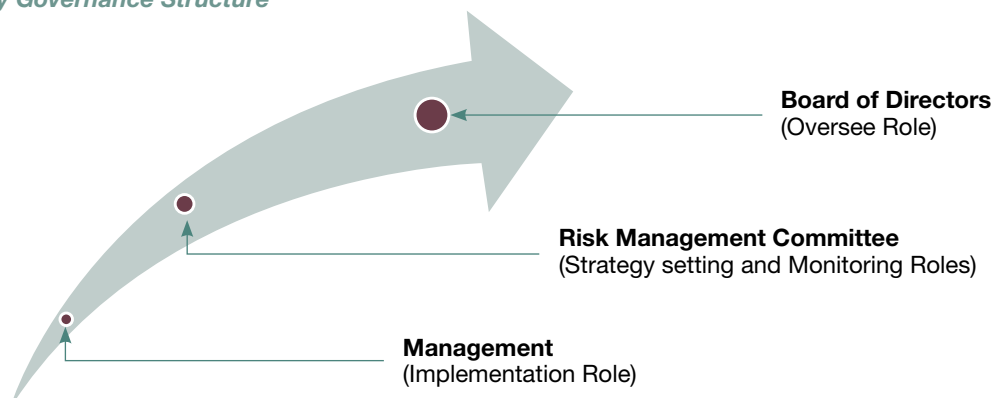 Governance Structure
Board of Directors
(Oversee Role)
Risk Management Committee
(Strategy setting and Monitoring Roles)
Management
(Implementation Role)